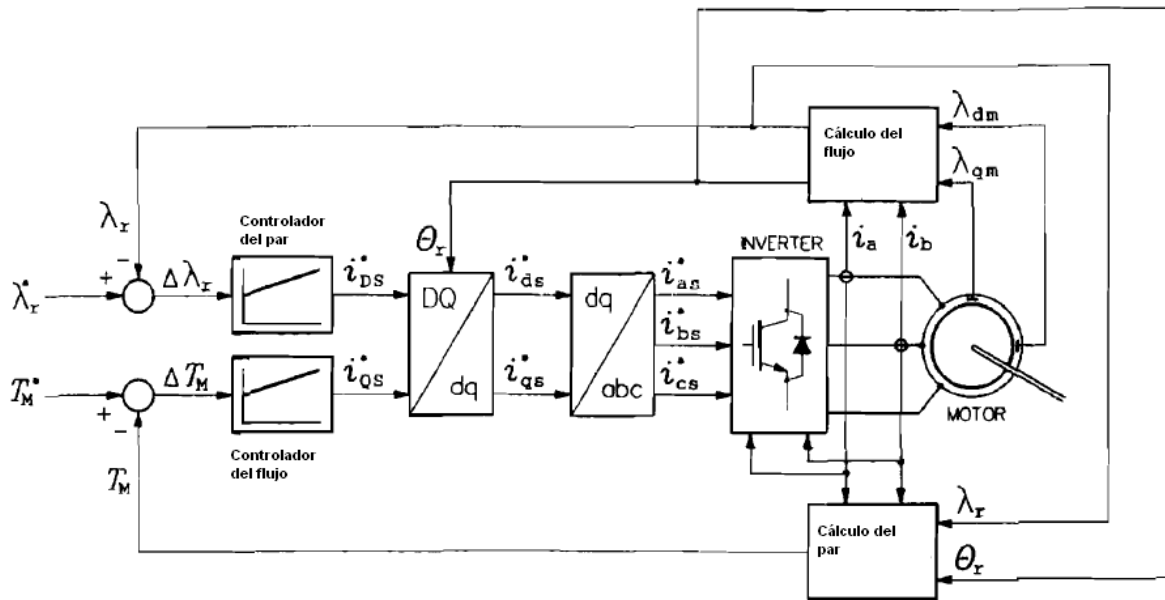 λdm
Cálculo del
flujo
λqm
λr
Controlador
del par
θr
ia
ib
INVERTER
+
−
Δλr
i*DS
DQ
i*ds
dq
i*as
λ*r
i*bs
ΔTM
i*QS
dq
i*qs
abc
i*cs
T*M
+
−
MOTOR
Controlador
del flujo
TM
λr
Cálculo del
par
θr